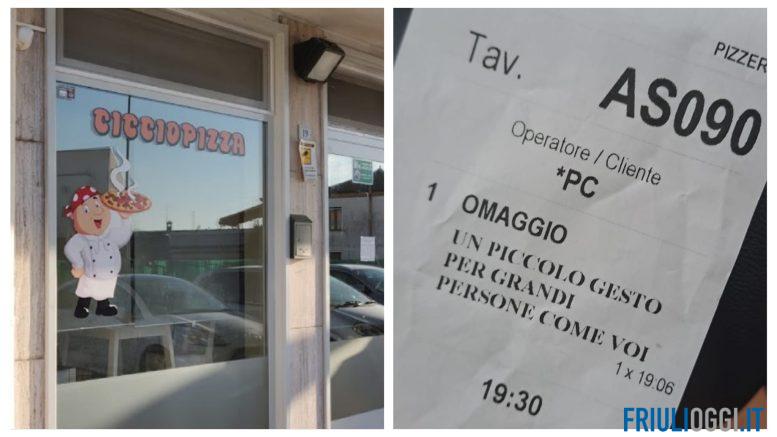 CICCIOPIZZA
19
PIZZER
Tav.
AS090
Operatore / Cliente
*PC
1 OMAGGIO
UN PICCOLO GESTO
PER GRANDI
PERSONE COME VOI
1 x 19:06
19:30
FRIULIOGGI.IT